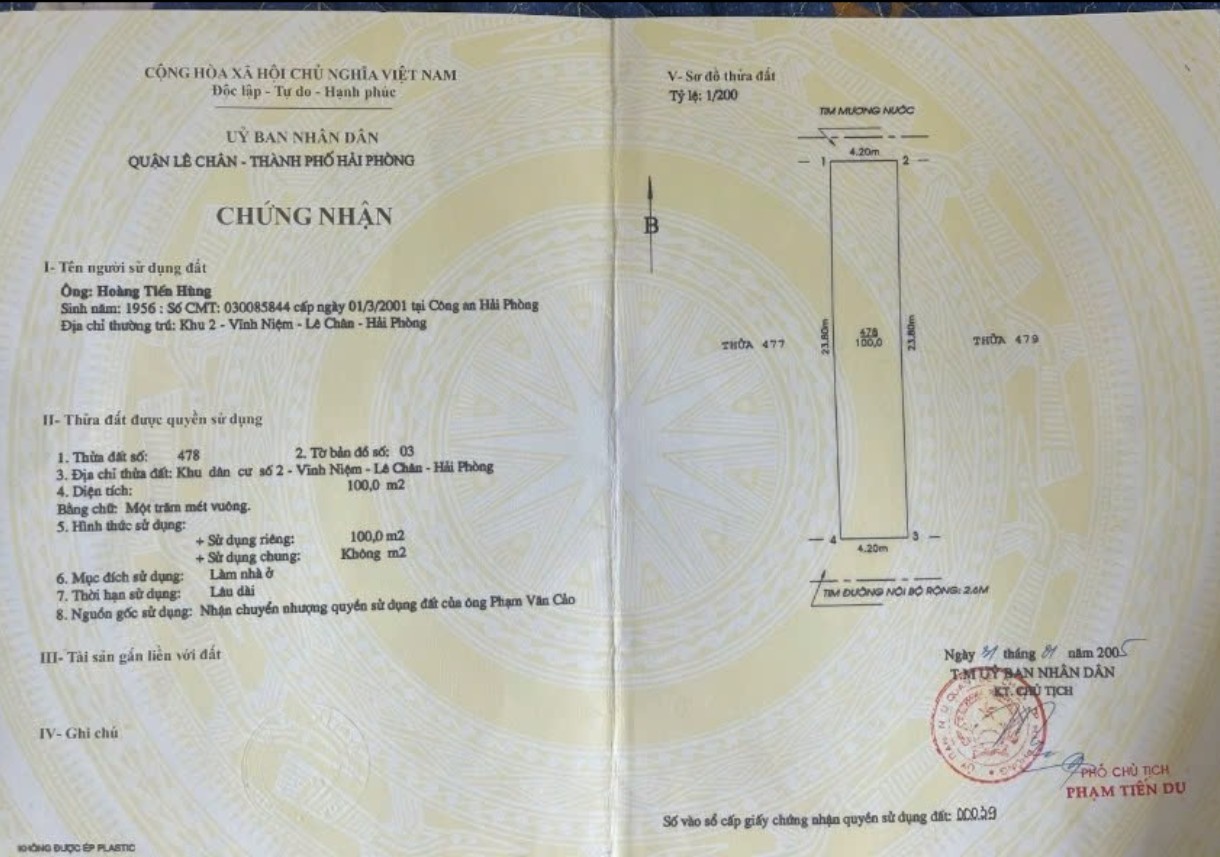 CỘNG HÒA XÃ HỘI CHỦ NGHĨA VIỆT NAM
Độc lập - Tự do - Hạnh phúc
UỶ BAN NHÂN DÂN
QUẬN LÊ CHÂN - THÀNH PHỐ HẢI PHÒNG
CHỨNG NHẬN
I- Tên người sử dụng đất
Ông: Hoàng Tiến Hùng
Sinh năm: 1956 : Số CMT: 030085844 cấp ngày 01/3/2001 tại Công an Hải Phòng
Địa chỉ thường trú: Khu 2 - Vĩnh Niệm - Lê Chân - Hải Phòng
II- Thửa đất được quyền sử dụng
1. Thửa đất số: 478 2. Tờ bản đồ số: 03
3. Địa chỉ thửa đất: Khu dân cư số 2 - Vĩnh Niệm - Lê Chân - Hải Phòng
4. Diện tích: 100,0 m2
Bằng chữ: Một trăm mét vuông.
5. Hình thức sử dụng:
+ Sử dụng riêng: 100,0 m2
+ Sử dụng chung: Không m2
6. Mục đích sử dụng: Làm nhà ở
7. Thời hạn sử dụng: Lâu dài
8. Nguồn gốc sử dụng: Nhận chuyển nhượng quyền sử dụng đất của ông Phạm Văn Cảo
III- Tài sản gắn liền với đất
IV- Ghi chú
KHÔNG ĐƯỢC ÉP PLASTIC
V- Sơ đồ thửa đất
Tỷ lệ: 1/200
TIM MƯƠNG NƯỚC
4.20m
1 2
B
23.80m
478
100,0
23.80m
THỬA 477
THỬA 479
4 3
4.20m
TIM ĐƯỜNG NỘI BỘ RỘNG: 2.6M
Ngày 31 tháng 01 năm 2005
T.M UỶ BAN NHÂN DÂN
KT. CHỦ TỊCH
PHÓ CHỦ TỊCH
PHẠM TIẾN DU
Số vào sổ cấp giấy chứng nhận quyền sử dụng đất: